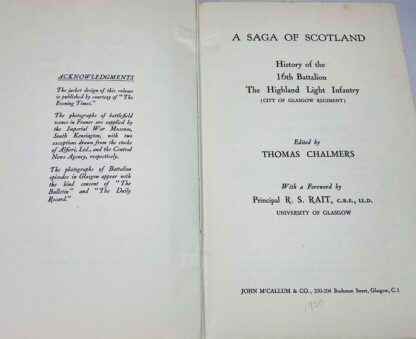 ACKNOWLEDGMENTS
The jacket design of this volume
is published by courtesy of "The
Evening Times."
The photographs of battlefield
scenes in France are supplied by
the Imperial War Museum,
South Kensington, with two
exceptions drawn from the stocks
of Alfieri, Ltd., and the Central
News Agency, respectively.
The photographs of Battalion
episodes in Glasgow appear with
the kind consent of "The
Bulletin" and "The Daily
Record."
A SAGA OF SCOTLAND
History of the
16th Battalion
The Highland Light Infantry
(CITY OF GLASGOW REGIMENT)
Edited by
THOMAS CHALMERS
With a Foreword by
Principal R. S. RAIT, C.B.E., LL.D.
UNIVERSITY OF GLASGOW
JOHN M'CALLUM & CO., 200-204 Buchanan Street, Glasgow, C.1
1930